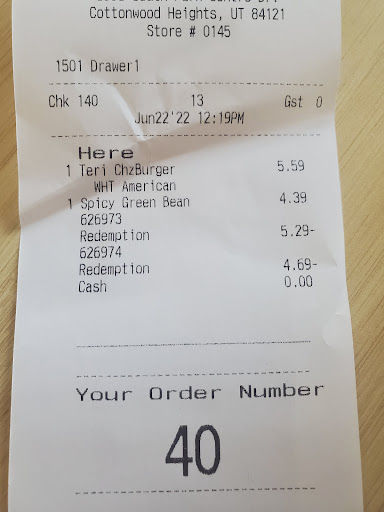 Cottonwood Heights, UT 84121
Store # 0145
1501 Drawer1
Chk 140 13 Gst 0
Jun22'22 12:19PM
Here
1 Teri ChzBurger 5.59
WHT American
1 Spicy Green Bean 4.39
626973
Redemption 5.29-
626974
Redemption 4.69-
Cash 0.00
Your Order Number
40